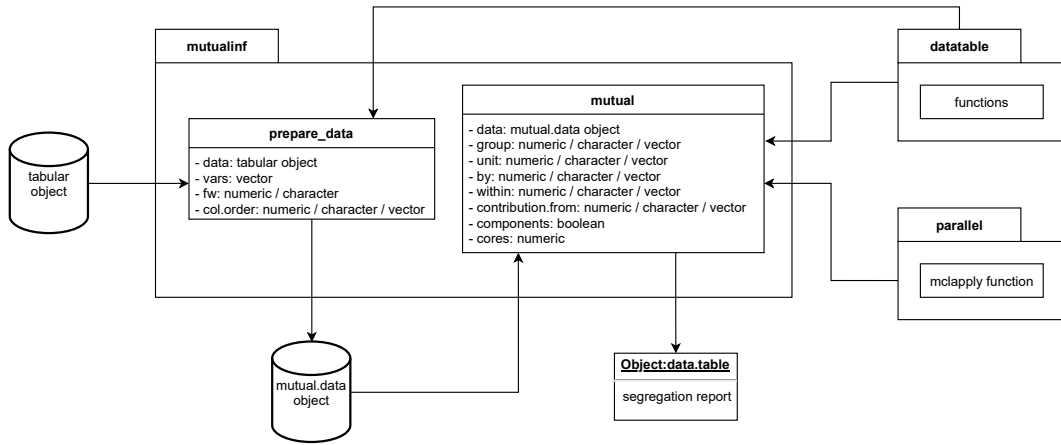 mutualinf
datatable
functions
mutual
- data: mutual.data object
- group: numeric / character / vector
- unit: numeric / character / vector
- by: numeric / character / vector
- within: numeric / character / vector
- contribution.from: numeric / character / vector
- components: boolean
- cores: numeric
prepare_data
- data: tabular object
- vars: vector
- fw: numeric / character
- col.order: numeric / character / vector
tabular
object
parallel
mclapply function
mutual.data
object
Object:data.table
segregation report